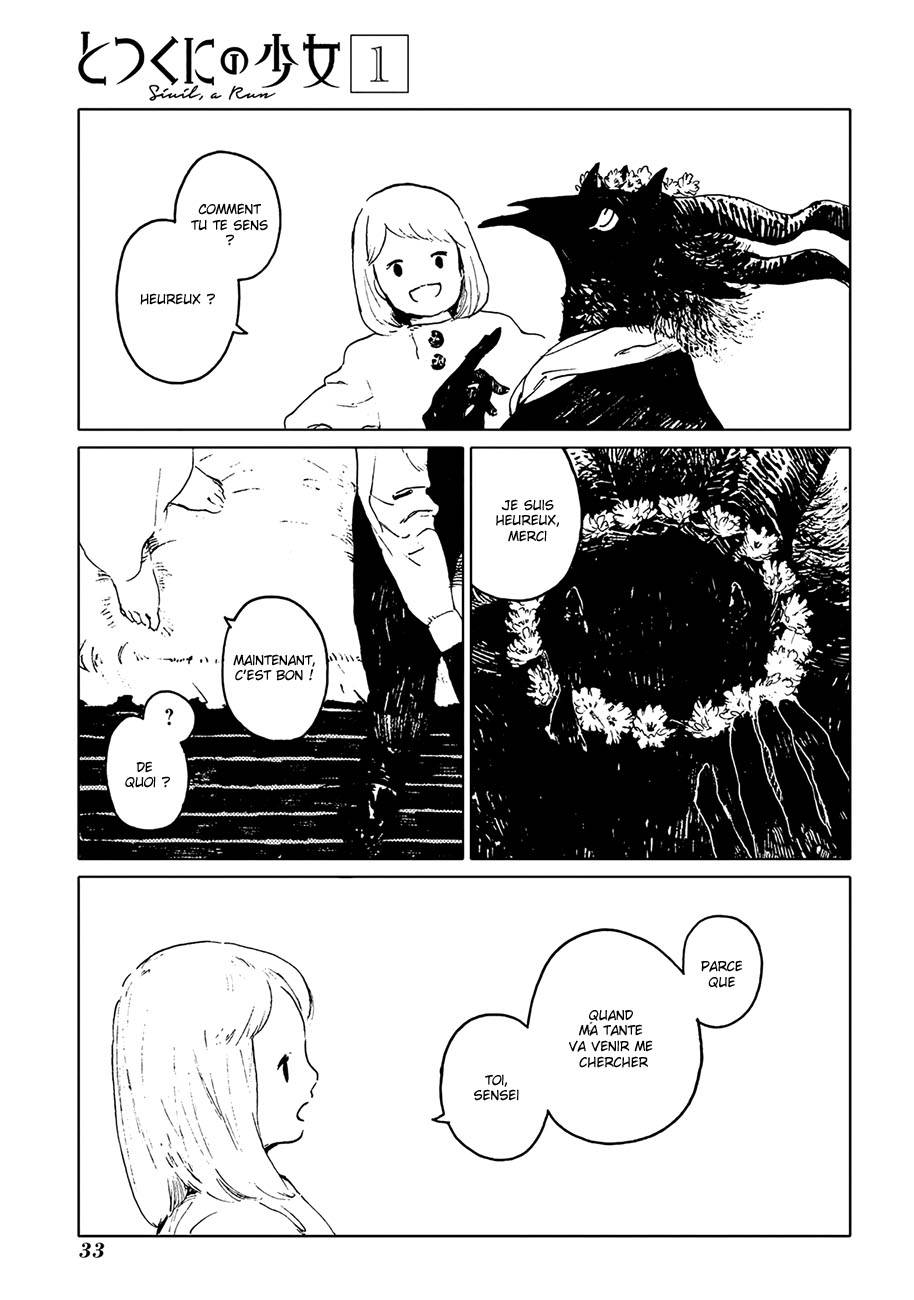 とつくにの少女 1
Siúil, a Run
COMMENT
TU TE SENS
?
HEUREUX ?
JE SUIS
HEUREUX,
MERCI
MAINTENANT,
C'EST BON !
?
DE
QUOI ?
PARCE
QUE
QUAND
MA TANTE
VA VENIR ME
CHERCHER
TOI,
SENSEI
33